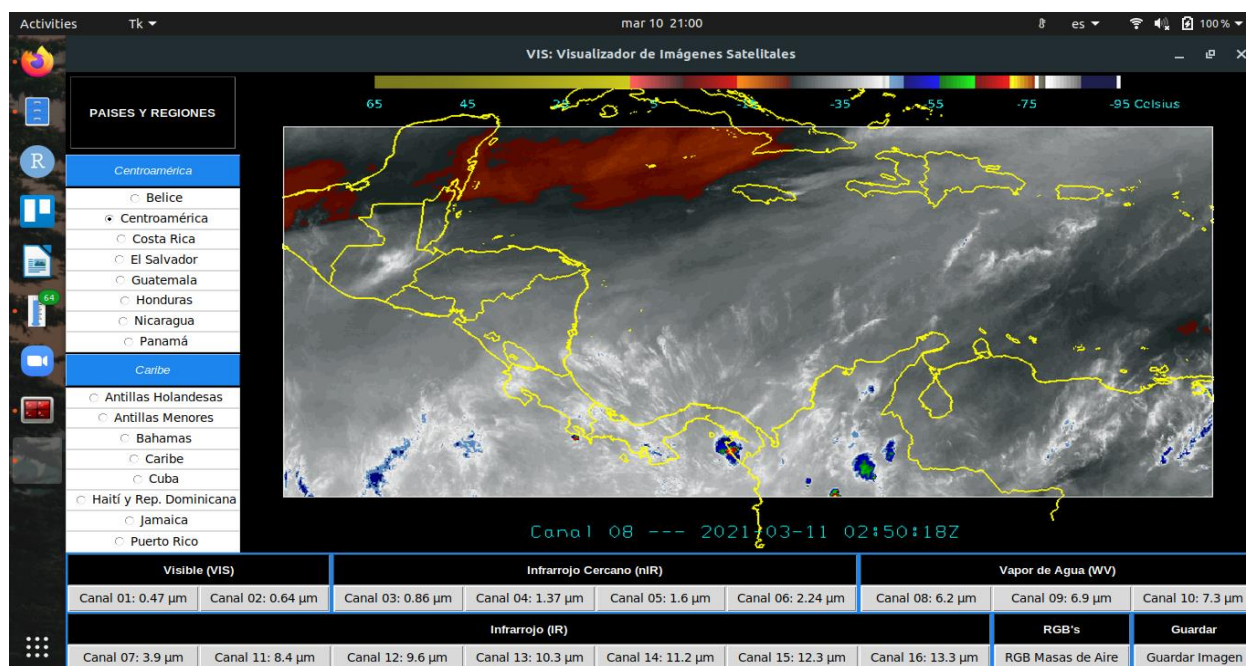 Activities Tk mar 10 21:00 es 100 %
VIS: Visualizador de Imágenes Satelitales
PAISES Y REGIONES
65 45 25 5 -15 -35 -55 -75 -95 Celsius
Centroamérica
Belice
Centroamérica
Costa Rica
El Salvador
Guatemala
Honduras
Nicaragua
Panamá
Caribe
Antillas Holandesas
Antillas Menores
Bahamas
Caribe
Cuba
Haití y Rep. Dominicana
Jamaica
Puerto Rico
R
64
Canal 08 --- 2021-03-11 02:50:18Z
Visible (VIS) Infrarrojo Cercano (nIR) Vapor de Agua (WV)
Canal 01: 0.47 µm Canal 02: 0.64 µm Canal 03: 0.86 µm Canal 04: 1.37 µm Canal 05: 1.6 µm Canal 06: 2.24 µm Canal 08: 6.2 µm Canal 09: 6.9 µm Canal 10: 7.3 µm
Infrarrojo (IR) RGB's Guardar
Canal 07: 3.9 µm Canal 11: 8.4 µm Canal 12: 9.6 µm Canal 13: 10.3 µm Canal 14: 11.2 µm Canal 15: 12.3 µm Canal 16: 13.3 µm RGB Masas de Aire Guardar Imagen